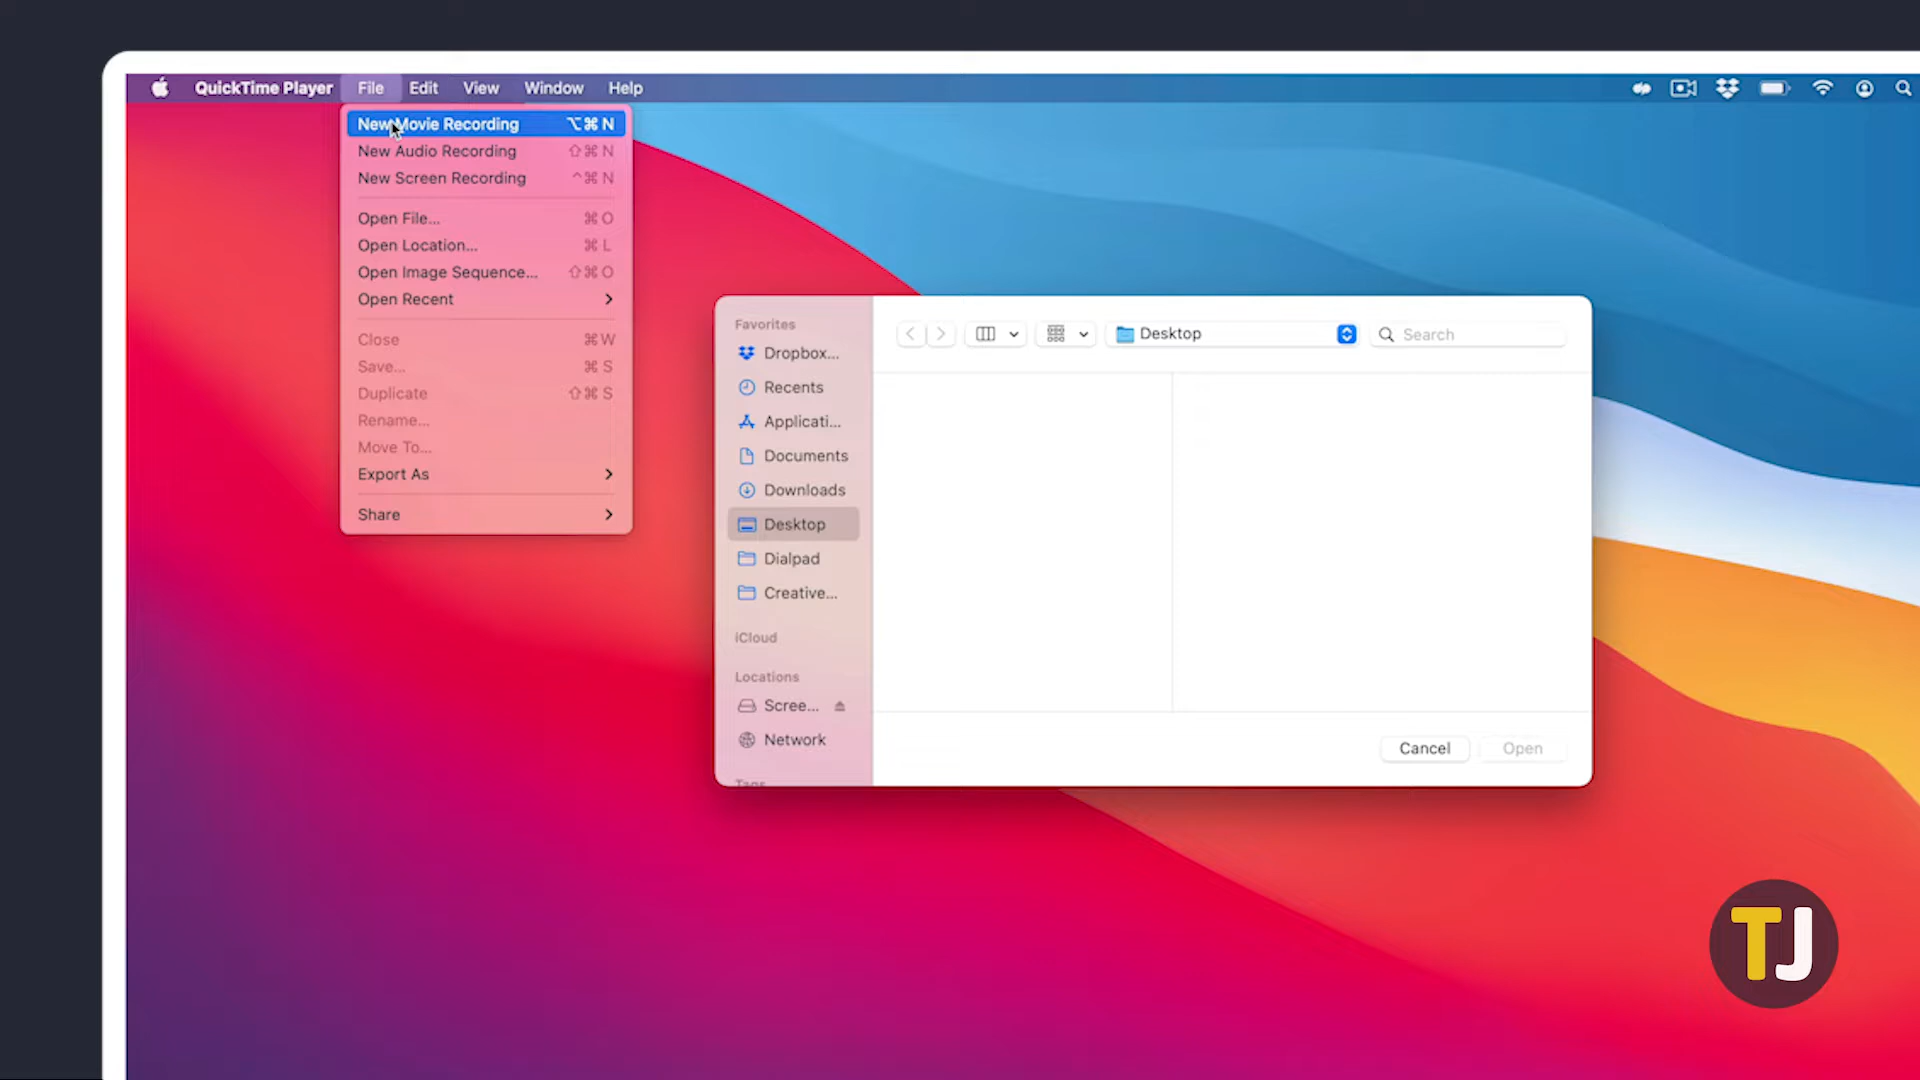 QuickTime Player File Edit View Window Help
New Movie Recording ⌥⌘N
New Audio Recording ⇧⌘N
New Screen Recording ^⌘N
Open File... ⌘O
Open Location... ⌘L
Open Image Sequence... ⇧⌘O
Open Recent
Close ⌘W
Save... ⌘S
Duplicate ⇧⌘S
Rename...
Move To...
Export As
Share
Favorites
Dropbox...
Recents
Applicati...
Documents
Downloads
Desktop
Dialpad
Creative...
iCloud
Locations
Scree...
Network
Tags
Desktop
Search
Cancel Open
TJ